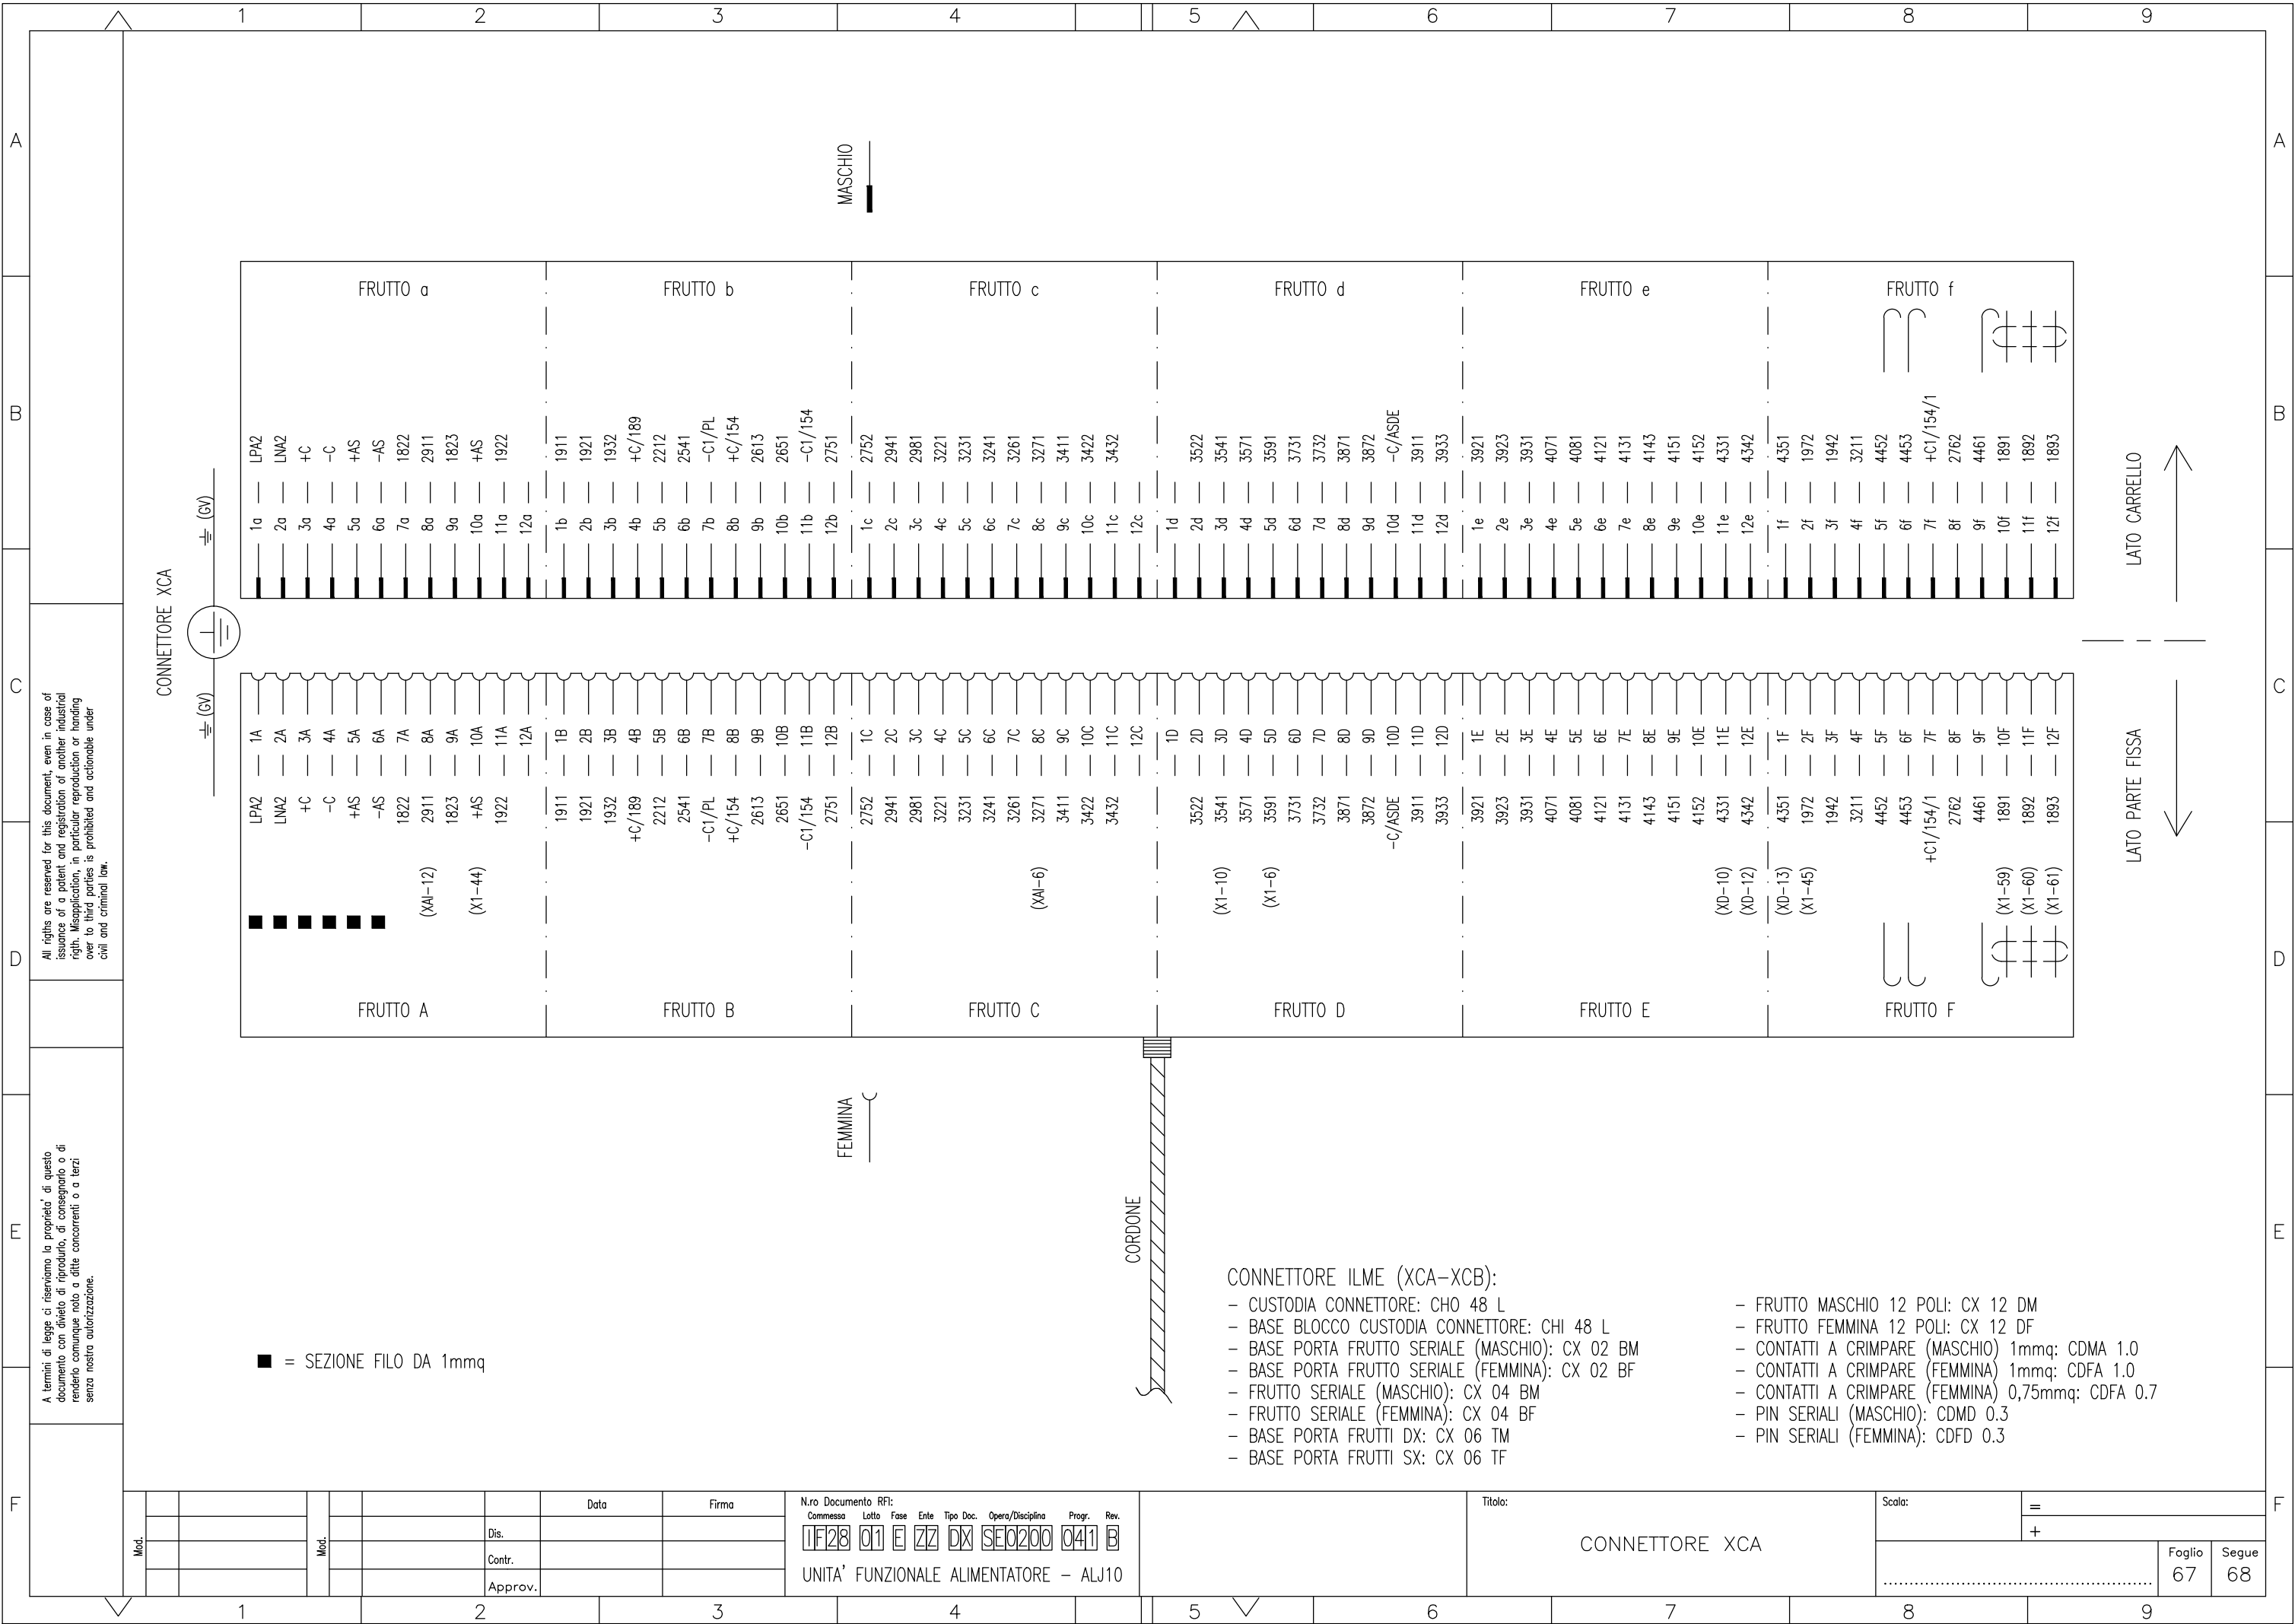 1 2 3 4 5 6 7 8 9
A
B
C
D
E
F
A
B
C
D
E
F
MASCHIO
FRUTTO a FRUTTO b FRUTTO c FRUTTO d FRUTTO e FRUTTO f
LPA2 LNA2 +C -C +AS -AS 1822 2911 1823 +AS 1922
1911 1921 1932 +C/189 2212 2541 -C1/PL +C/154 2613 2651 -C1/154 2751
2752 2941 2981 3221 3231 3241 3261 3271 3411 3422 3432
3522 3541 3571 3591 3731 3732 3871 3872 -C/ASDE 3911 3933
3921 3923 3931 4071 4081 4121 4131 4143 4151 4152 4331 4342
4351 1972 1942 3211 4452 4453 +C1/154/1 2762 4461 1891 1892 1893
1a 2a 3a 4a 5a 6a 7a 8a 9a 10a 11a 12a
1b 2b 3b 4b 5b 6b 7b 8b 9b 10b 11b 12b
1c 2c 3c 4c 5c 6c 7c 8c 9c 10c 11c 12c
1d 2d 3d 4d 5d 6d 7d 8d 9d 10d 11d 12d
1e 2e 3e 4e 5e 6e 7e 8e 9e 10e 11e 12e
1f 2f 3f 4f 5f 6f 7f 8f 9f 10f 11f 12f
(GV)
CONNETTORE XCA
(GV)
LATO CARRELLO
LATO PARTE FISSA
1A 2A 3A 4A 5A 6A 7A 8A 9A 10A 11A 12A
1B 2B 3B 4B 5B 6B 7B 8B 9B 10B 11B 12B
1C 2C 3C 4C 5C 6C 7C 8C 9C 10C 11C 12C
1D 2D 3D 4D 5D 6D 7D 8D 9D 10D 11D 12D
1E 2E 3E 4E 5E 6E 7E 8E 9E 10E 11E 12E
1F 2F 3F 4F 5F 6F 7F 8F 9F 10F 11F 12F
LPA2 LNA2 +C -C +AS -AS 1822 2911 1823 +AS 1922
1911 1921 1932 +C/189 2212 2541 -C1/PL +C/154 2613 2651 -C1/154 2751
2752 2941 2981 3221 3231 3241 3261 3271 3411 3422 3432
3522 3541 3571 3591 3731 3732 3871 3872 -C/ASDE 3911 3933
3921 3923 3931 4071 4081 4121 4131 4143 4151 4152 4331 4342
4351 1972 1942 3211 4452 4453 +C1/154/1 2762 4461 1891 1892 1893
(XAI-12) (X1-44) (XAI-6) (X1-10) (X1-6) (XD-10) (XD-12) (XD-13) (X1-45) (X1-59) (X1-60) (X1-61)
FRUTTO A FRUTTO B FRUTTO C FRUTTO D FRUTTO E FRUTTO F
FEMMINA
CORDONE
■ = SEZIONE FILO DA 1mmq
CONNETTORE ILME (XCA-XCB):
- CUSTODIA CONNETTORE: CHO 48 L
- BASE BLOCCO CUSTODIA CONNETTORE: CHI 48 L
- BASE PORTA FRUTTO SERIALE (MASCHIO): CX 02 BM
- BASE PORTA FRUTTO SERIALE (FEMMINA): CX 02 BF
- FRUTTO SERIALE (MASCHIO): CX 04 BM
- FRUTTO SERIALE (FEMMINA): CX 04 BF
- BASE PORTA FRUTTI DX: CX 06 TM
- BASE PORTA FRUTTI SX: CX 06 TF
- FRUTTO MASCHIO 12 POLI: CX 12 DM
- FRUTTO FEMMINA 12 POLI: CX 12 DF
- CONTATTI A CRIMPARE (MASCHIO) 1mmq: CDMA 1.0
- CONTATTI A CRIMPARE (FEMMINA) 1mmq: CDFA 1.0
- CONTATTI A CRIMPARE (FEMMINA) 0,75mmq: CDFA 0.7
- PIN SERIALI (MASCHIO): CDMD 0.3
- PIN SERIALI (FEMMINA): CDFD 0.3
All rigths are reserved for this document, even in case of
issuance of a patent and registration of another industrial
rigth. Misapplication, in particular reproduction or handing
over to third parties is prohibited and actionable under
civil and criminal law.
A termini di legge ci riserviamo la proprieta' di questo
documento con divieto di riprodurlo, di consegnarlo o di
renderlo comunque noto a ditte concorrenti o a terzi
senza nostra autorizzazione.
Mod. Mod.
Data Firma
Dis.
Contr.
Approv.
N.ro Documento RFI:
Commessa Lotto Fase Ente Tipo Doc. Opera/Disciplina Progr. Rev.
IF28 01 E ZZ DX SE0200 041 B
UNITA' FUNZIONALE ALIMENTATORE - ALJ10
Titolo:
CONNETTORE XCA
Scala:
=
+
Foglio
67
Segue
68
1 2 3 4 5 6 7 8 9